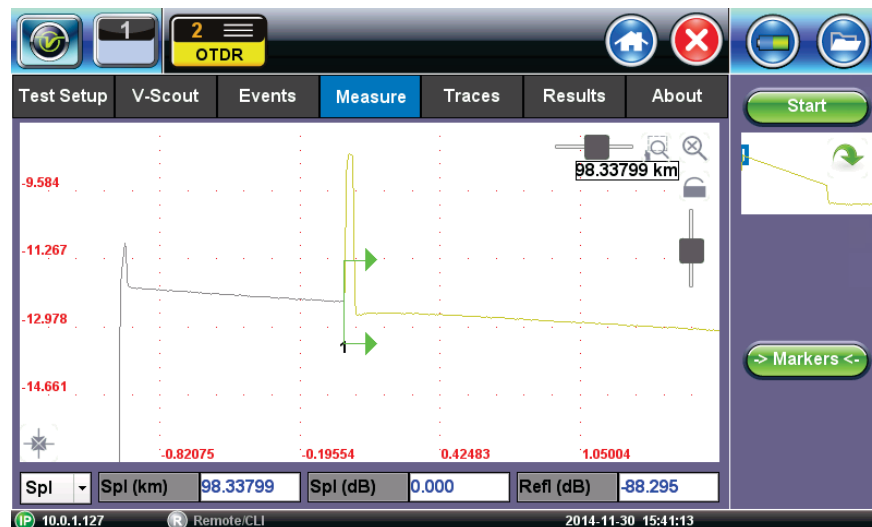 1
2
OTDR
Test Setup V-Scout Events Measure Traces Results About
Start
98.33799 km
-9.584
-11.267
-12.978
-14.661
1
-> Markers <-
-0.82075 -0.19554 0.42483 1.05004
Spl Spl (km) 98.33799 Spl (dB) 0.000 Refl (dB) -88.295
IP 10.0.1.127 R Remote/CLI 2014-11-30 15:41:13